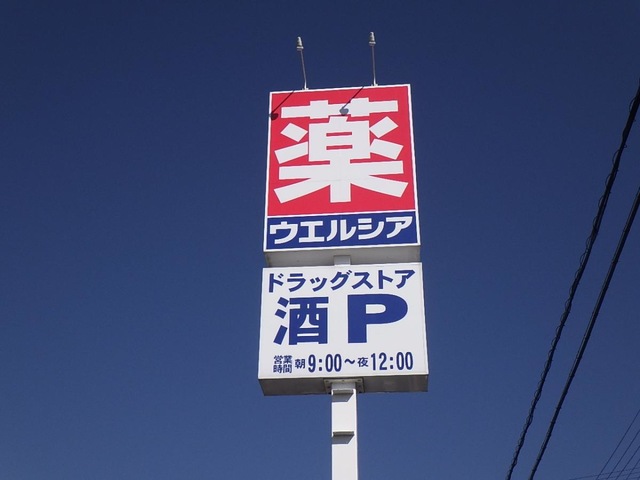 薬
ウエルシア
ドラッグストア
酒 P
営業時間 朝9:00～夜12:00